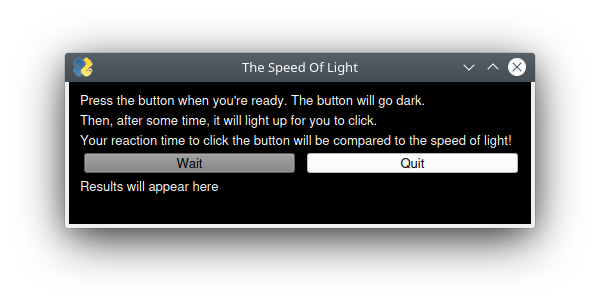 The Speed Of Light
Press the button when you're ready. The button will go dark.
Then, after some time, it will light up for you to click.
Your reaction time to click the button will be compared to the speed of light!
Wait Quit
Results will appear here